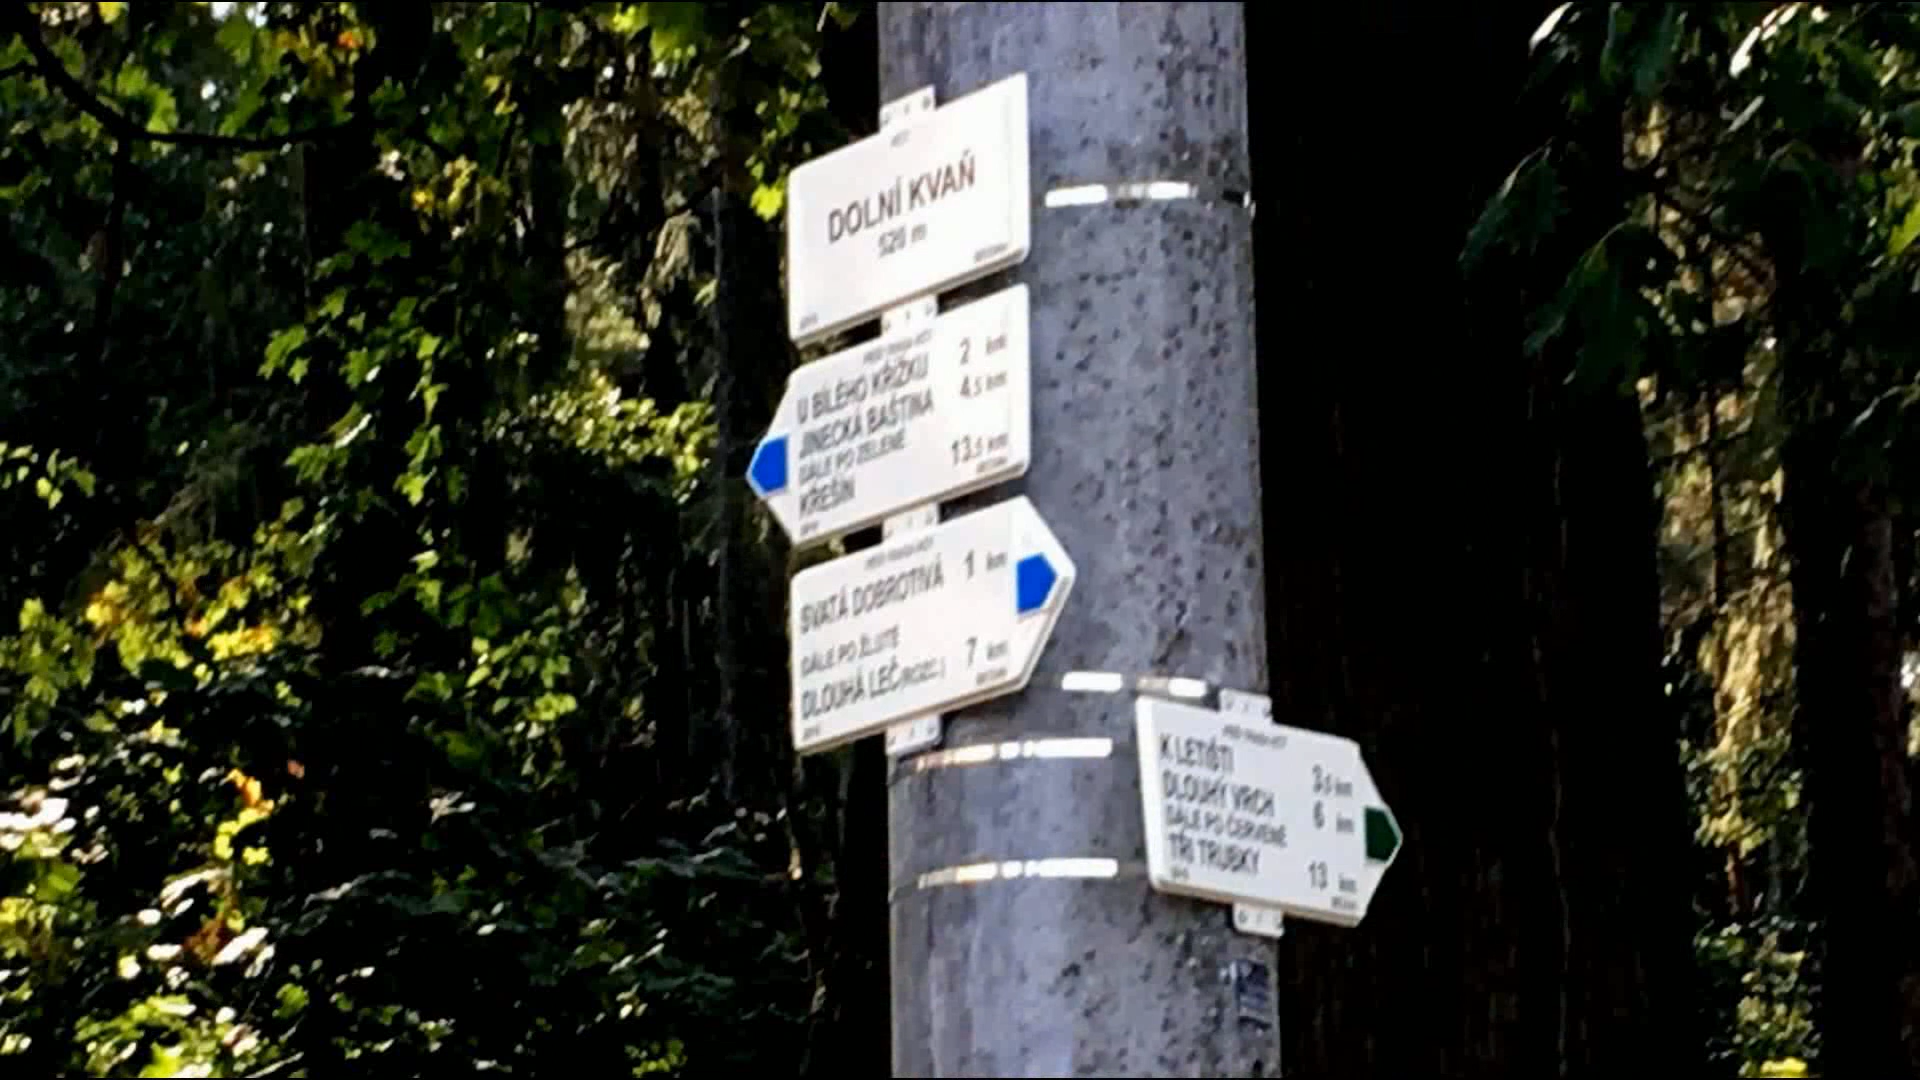 DOLNÍ KVAŇ
520 m
U BÍLÉHO KŘÍŽKU 2 km
JINECKÁ BAŠTINA 4,5 km
DÁLE PO ZELENÉ
KŘEŠÍN 13,5 km
SVATÁ DOBROTIVÁ 1 km
DÁLE PO ŽLUTÉ
DLOUHÁ LEČ (ROZC.) 7 km
K LETIŠTI 3,5 km
DLOUHÝ VRCH 6 km
DÁLE PO ČERVENÉ
TŘI TRUBKY 13 km